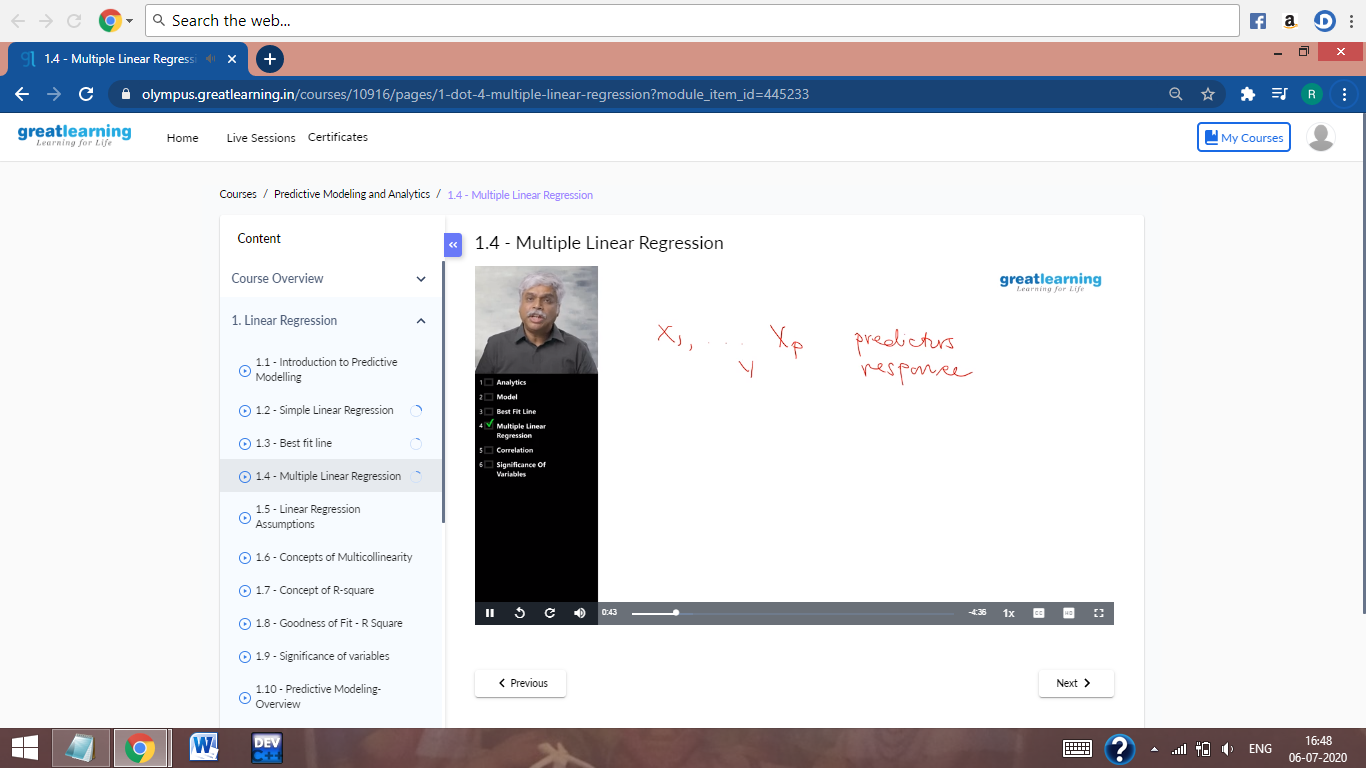 Search the web...
1.4 - Multiple Linear Regressi
olympus.greatlearning.in/courses/10916/pages/1-dot-4-multiple-linear-regression?module_item_id=445233
R
greatlearning
Learning for Life
Home
Live Sessions
Certificates
My Courses
Courses / Predictive Modeling and Analytics / 1.4 - Multiple Linear Regression
Content
Course Overview
1. Linear Regression
1.1 - Introduction to Predictive
Modelling
1.2 - Simple Linear Regression
1.3 - Best fit line
1.4 - Multiple Linear Regression
1.5 - Linear Regression
Assumptions
1.6 - Concepts of Multicollinearity
1.7 - Concept of R-square
1.8 - Goodness of Fit - R Square
1.9 - Significance of variables
1.10 - Predictive Modeling-
Overview
1.4 - Multiple Linear Regression
greatlearning
Learning for Life
X1, .... Xp predictors
y response
1 Analytics
2 Model
3 Best Fit Line
4 Multiple Linear
Regression
5 Correlation
6 Significance Of
Variables
0:43
-4:36
1x
CC
HD
Previous
Next
DEV
C++
ENG
16:48
06-07-2020